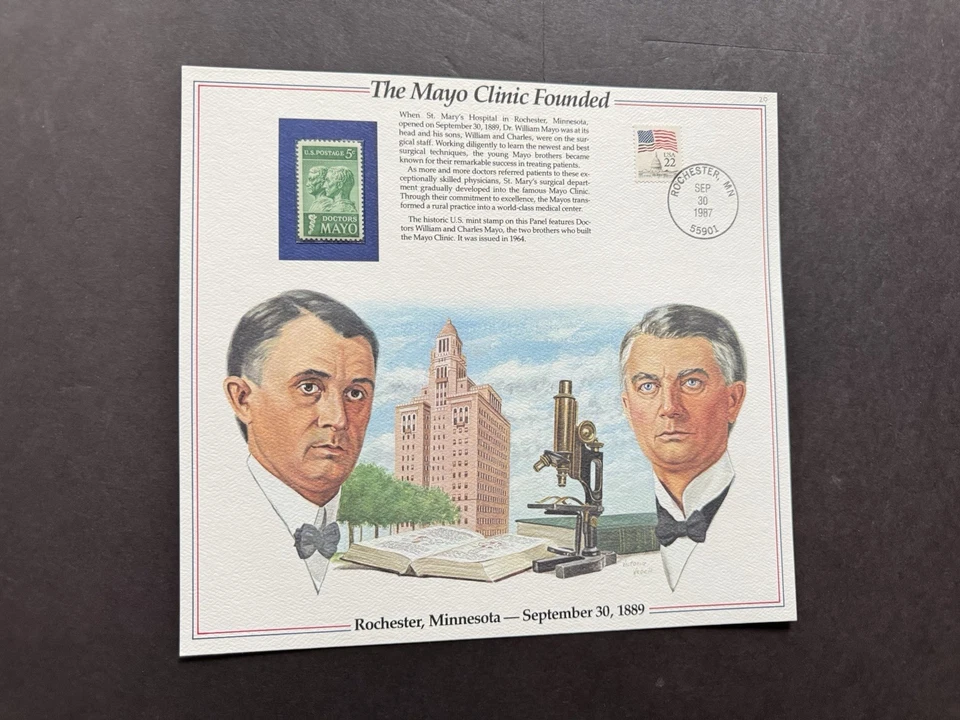 The Mayo Clinic Founded
20
When St. Mary's Hospital in Rochester, Minnesota,
opened on September 30, 1889, Dr. William Mayo was at its
head and his sons, William and Charles, were on the sur-
gical staff. Working diligently to learn the newest and best
surgical techniques, the young Mayo brothers became
known for their remarkable success in treating patients.
As more and more doctors referred patients to these ex-
ceptionally skilled physicians, St. Mary's surgical depart-
ment gradually developed into the famous Mayo Clinic.
Through their commitment to excellence, the Mayos trans-
formed a rural practice into a world-class medical center.
The historic U.S. mint stamp on this Panel features Doc-
tors William and Charles Mayo, the two brothers who built
the Mayo Clinic. It was issued in 1964.
U.S. POSTAGE 5¢
DOCTORS
MAYO
USA
22
ROCHESTER, MN
SEP
30
1987
55901
Rochester, Minnesota — September 30, 1889